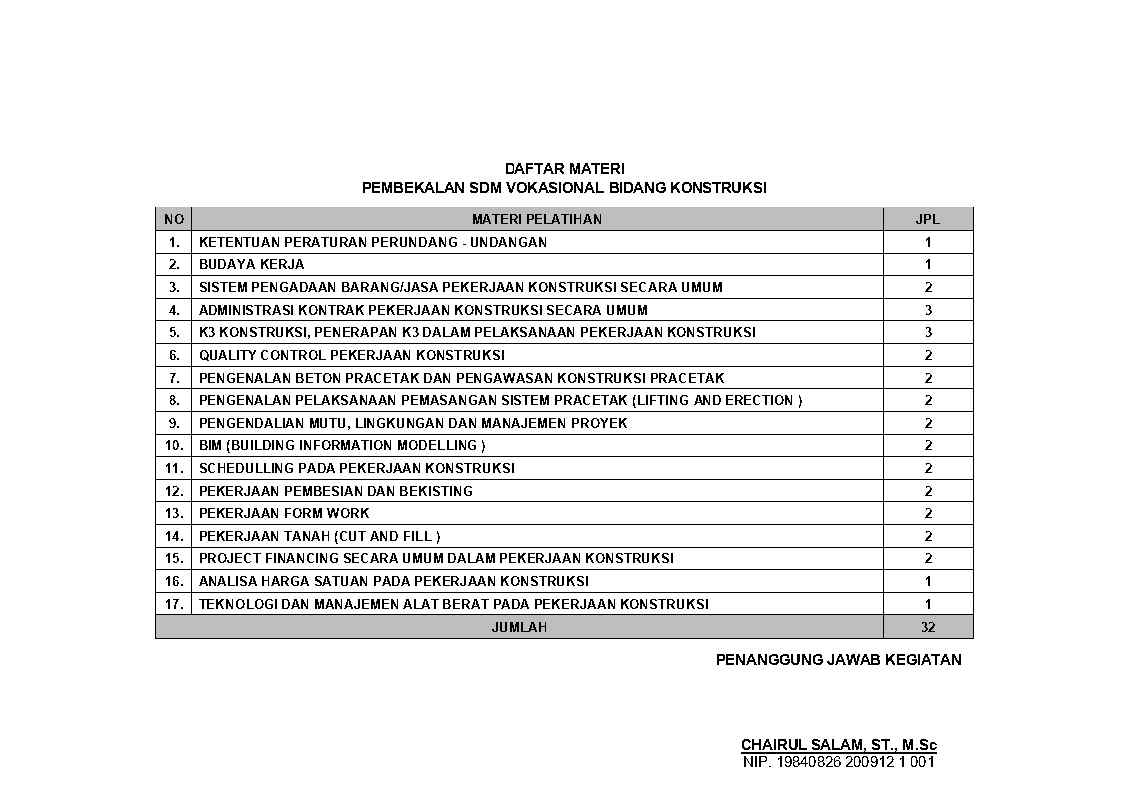 DAFTAR MATERI
PEMBEKALAN SDM VOKASIONAL BIDANG KONSTRUKSI
NO MATERI PELATIHAN JPL
1. KETENTUAN PERATURAN PERUNDANG - UNDANGAN 1
2. BUDAYA KERJA 1
3. SISTEM PENGADAAN BARANG/JASA PEKERJAAN KONSTRUKSI SECARA UMUM 2
4. ADMINISTRASI KONTRAK PEKERJAAN KONSTRUKSI SECARA UMUM 3
5. K3 KONSTRUKSI, PENERAPAN K3 DALAM PELAKSANAAN PEKERJAAN KONSTRUKSI 3
6. QUALITY CONTROL PEKERJAAN KONSTRUKSI 2
7. PENGENALAN BETON PRACETAK DAN PENGAWASAN KONSTRUKSI PRACETAK 2
8. PENGENALAN PELAKSANAAN PEMASANGAN SISTEM PRACETAK (LIFTING AND ERECTION ) 2
9. PENGENDALIAN MUTU, LINGKUNGAN DAN MANAJEMEN PROYEK 2
10. BIM (BUILDING INFORMATION MODELLING ) 2
11. SCHEDULLING PADA PEKERJAAN KONSTRUKSI 2
12. PEKERJAAN PEMBESIAN DAN BEKISTING 2
13. PEKERJAAN FORM WORK 2
14. PEKERJAAN TANAH (CUT AND FILL ) 2
15. PROJECT FINANCING SECARA UMUM DALAM PEKERJAAN KONSTRUKSI 2
16. ANALISA HARGA SATUAN PADA PEKERJAAN KONSTRUKSI 1
17. TEKNOLOGI DAN MANAJEMEN ALAT BERAT PADA PEKERJAAN KONSTRUKSI 1
JUMLAH 32
PENANGGUNG JAWAB KEGIATAN
CHAIRUL SALAM, ST., M.Sc
NIP. 19840826 200912 1 001